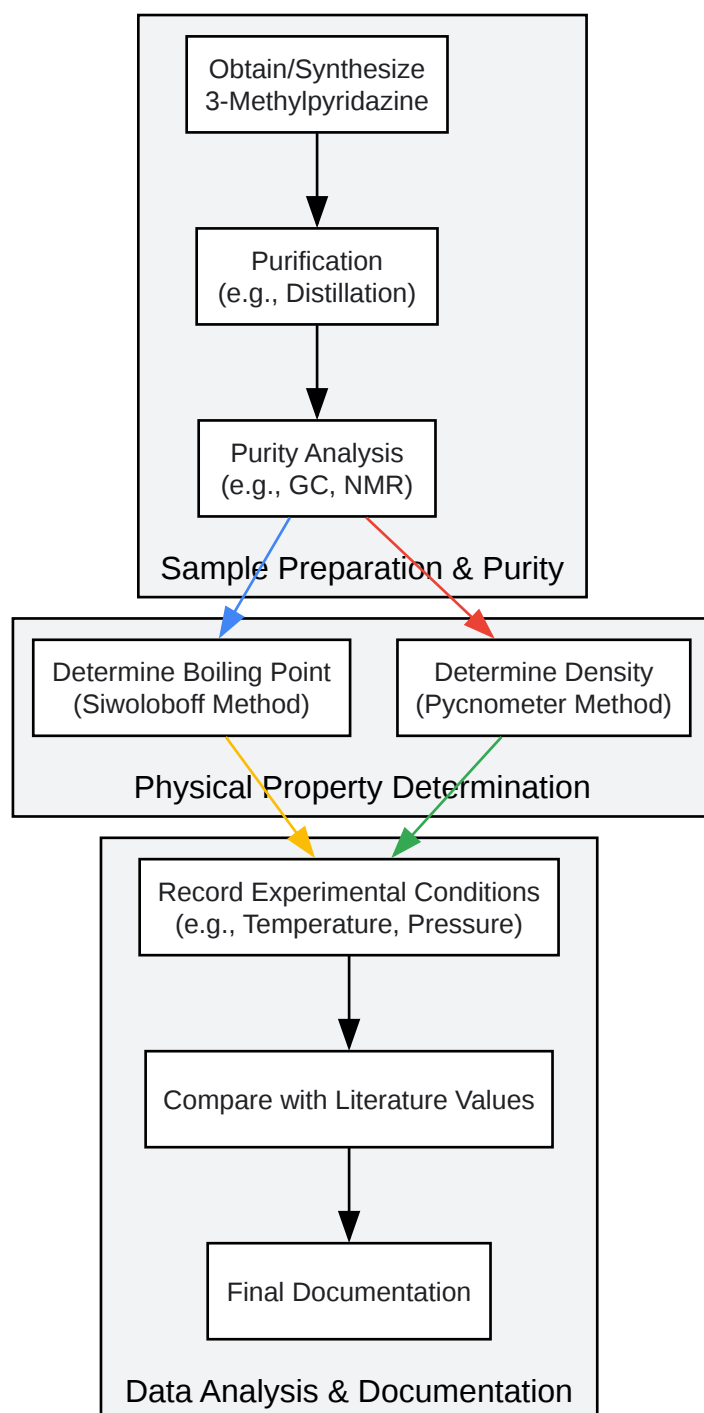 Obtain/Synthesize
3-Methylpyridazine
Purification
(e.g., Distillation)
Purity Analysis
(e.g., GC, NMR)
Sample Preparation & Purity
Determine Boiling Point
(Siwoloboff Method)
Determine Density
(Pycnometer Method)
Physical Property Determination
Record Experimental Conditions
(e.g., Temperature, Pressure)
Compare with Literature Values
Final Documentation
Data Analysis & Documentation